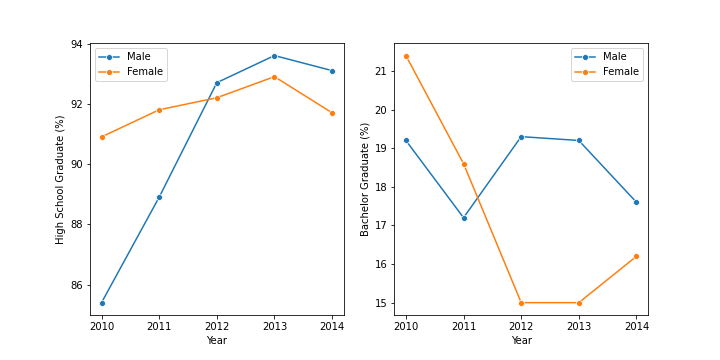 Male
Female
High School Graduate (%)
94
92
90
88
86
2010 2011 2012 2013 2014
Year
Male
Female
Bachelor Graduate (%)
21
20
19
18
17
16
15
2010 2011 2012 2013 2014
Year